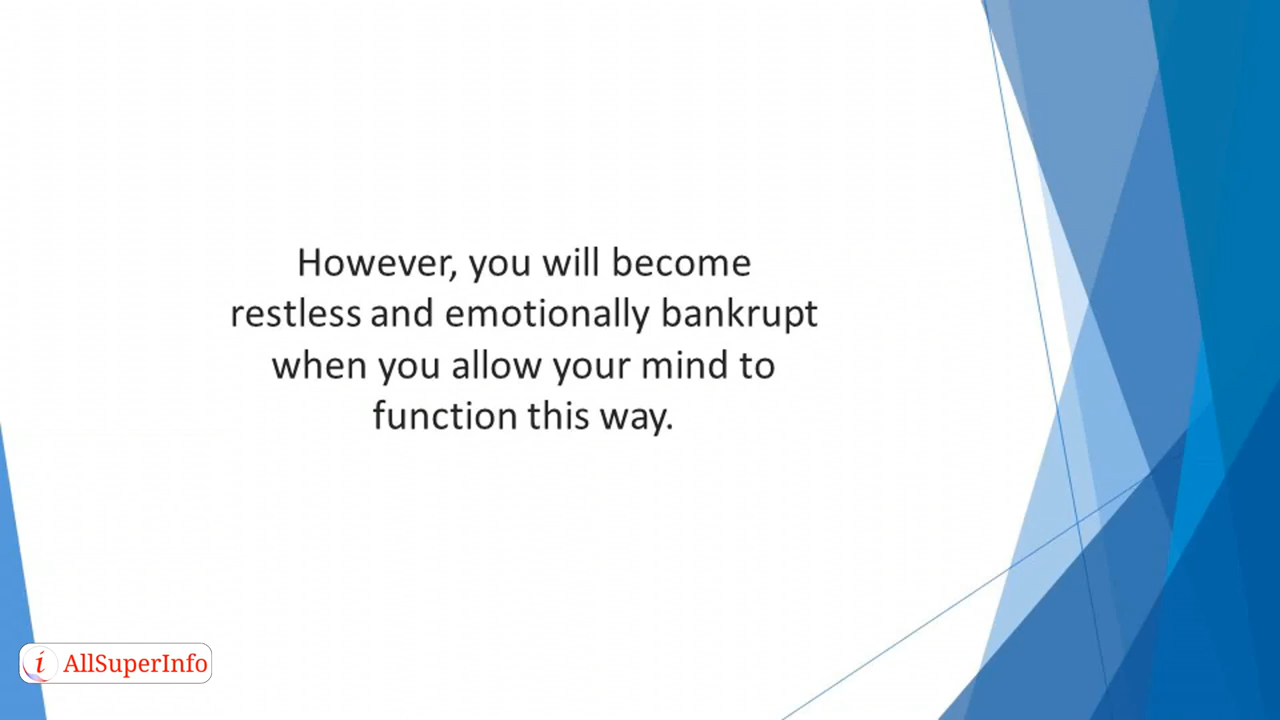 However, you will become
restless and emotionally bankrupt
when you allow your mind to
function this way.
i AllSuperInfo